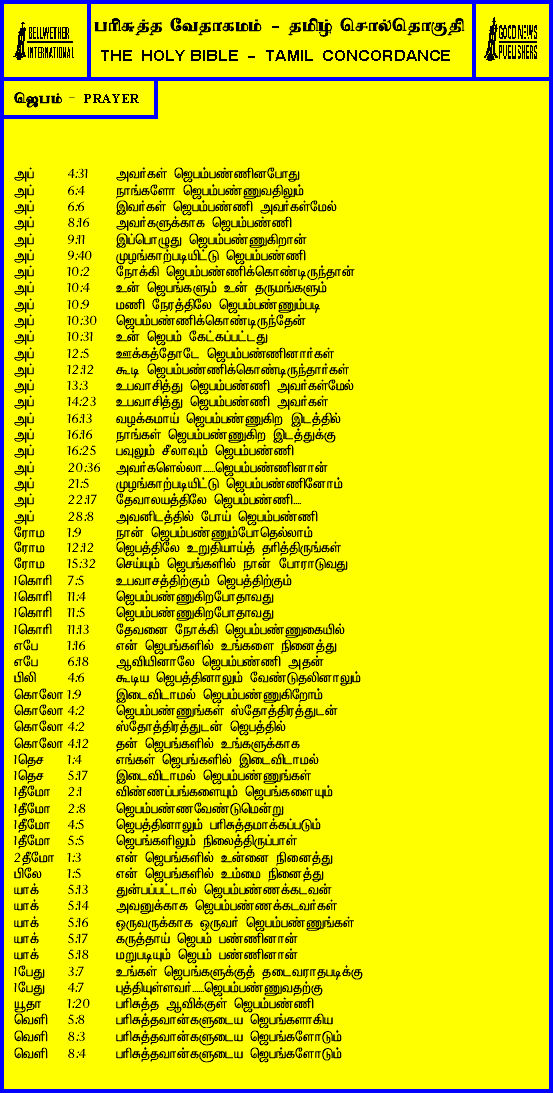 BELLWETHER
INTERNATIONAL
பரிசுத்த வேதாகமம் - தமிழ் சொல்தொகுதி
THE HOLY BIBLE - TAMIL CONCORDANCE
GOOD NEWS
PUBLISHERS
ஜெபம் - PRAYER
அப் 4:31 அவர்கள் ஜெபம்பண்ணினபோது
அப் 6:4 நாங்களோ ஜெபம்பண்ணுவதிலும்
அப் 6:6 இவர்கள் ஜெபம்பண்ணி அவர்கள்மேல்
அப் 8:16 அவர்களுக்காக ஜெபம்பண்ணி
அப் 9:11 இப்பொழுது ஜெபம்பண்ணுகிறான்
அப் 9:40 முழங்காற்படியிட்டு ஜெபம்பண்ணி
அப் 10:2 நோக்கி ஜெபம்பண்ணிக்கொண்டிருந்தான்
அப் 10:4 உன் ஜெபங்களும் உன் தருமங்களும்
அப் 10:9 மணி நேரத்திலே ஜெபம்பண்ணும்படி
அப் 10:30 ஜெபம்பண்ணிக்கொண்டிருந்தேன்
அப் 10:31 உன் ஜெபம் கேட்கப்பட்டது
அப் 12:5 ஊக்கத்தோடே ஜெபம்பண்ணினார்கள்
அப் 12:12 கூடி ஜெபம்பண்ணிக்கொண்டிருந்தார்கள்
அப் 13:3 உபவாசித்து ஜெபம்பண்ணி அவர்கள்மேல்
அப் 14:23 உபவாசித்து ஜெபம்பண்ணி அவர்கள்
அப் 16:13 வழக்கமாய் ஜெபம்பண்ணுகிற இடத்தில்
அப் 16:16 நாங்கள் ஜெபம்பண்ணுகிற இடத்துக்கு
அப் 16:25 பவுலும் சீலாவும் ஜெபம்பண்ணி
அப் 20:36 அவர்களெல்லா.....ஜெபம்பண்ணினான்
அப் 21:5 முழங்காற்படியிட்டு ஜெபம்பண்ணினோம்
அப் 22:17 தேவாலயத்திலே ஜெபம்பண்ணி....
அப் 28:8 அவனிடத்தில் போய் ஜெபம்பண்ணி
ரோம 1:9 நான் ஜெபம்பண்ணும்போதெல்லாம்
ரோம 12:12 ஜெபத்திலே உறுதியாய்த் தரித்திருங்கள்
ரோம 15:32 செய்யும் ஜெபங்களில் நான் போராடுவது
1கொரி 7:5 உபவாசத்திற்கும் ஜெபத்திற்கும்
1கொரி 11:4 ஜெபம்பண்ணுகிறபோதாவது
1கொரி 11:5 ஜெபம்பண்ணுகிறபோதாவது
1கொரி 11:13 தேவனை நோக்கி ஜெபம்பண்ணுகையில்
எபே 1:16 என் ஜெபங்களில் உங்களை நினைத்து
எபே 6:18 ஆவியினாலே ஜெபம்பண்ணி அதன்
பிலி 4:6 கூடிய ஜெபத்தினாலும் வேண்டுதலினாலும்
கொலோ 1:9 இடைவிடாமல் ஜெபம்பண்ணுகிறோம்
கொலோ 4:2 ஜெபம்பண்ணுங்கள் ஸ்தோத்திரத்துடன்
கொலோ 4:2 ஸ்தோத்திரத்துடன் ஜெபத்தில்
கொலோ 4:12 தன் ஜெபங்களில் உங்களுக்காக
1தெச 1:4 எங்கள் ஜெபங்களில் இடைவிடாமல்
1தெச 5:17 இடைவிடாமல் ஜெபம்பண்ணுங்கள்
1தீமோ 2:1 விண்ணப்பங்களையும் ஜெபங்களையும்
1தீமோ 2:8 ஜெபம்பண்ணவேண்டுமென்று
1தீமோ 4:5 ஜெபத்தினாலும் பரிசுத்தமாக்கப்படும்
1தீமோ 5:5 ஜெபங்களிலும் நிலைத்திருப்பாள்
2தீமோ 1:3 என் ஜெபங்களில் உன்னை நினைத்து
பிலே 1:5 என் ஜெபங்களில் உம்மை நினைத்து
யாக் 5:13 துன்பப்பட்டால் ஜெபம்பண்ணக்கடவன்
யாக் 5:14 அவனுக்காக ஜெபம்பண்ணக்கடவர்கள்
யாக் 5:16 ஒருவருக்காக ஒருவர் ஜெபம்பண்ணுங்கள்
யாக் 5:17 கருத்தாய் ஜெபம் பண்ணினான்
யாக் 5:18 மறுபடியும் ஜெபம் பண்ணினான்
1பேது 3:7 உங்கள் ஜெபங்களுக்குத் தடைவராதபடிக்கு
1பேது 4:7 புத்தியுள்ளவர்.....ஜெபம்பண்ணுவதற்கு
யூதா 1:20 பரிசுத்த ஆவிக்குள் ஜெபம்பண்ணி
வெளி 5:8 பரிசுத்தவான்களுடைய ஜெபங்களாகிய
வெளி 8:3 பரிசுத்தவான்களுடைய ஜெபங்களோடும்
வெளி 8:4 பரிசுத்தவான்களுடைய ஜெபங்களோடும்